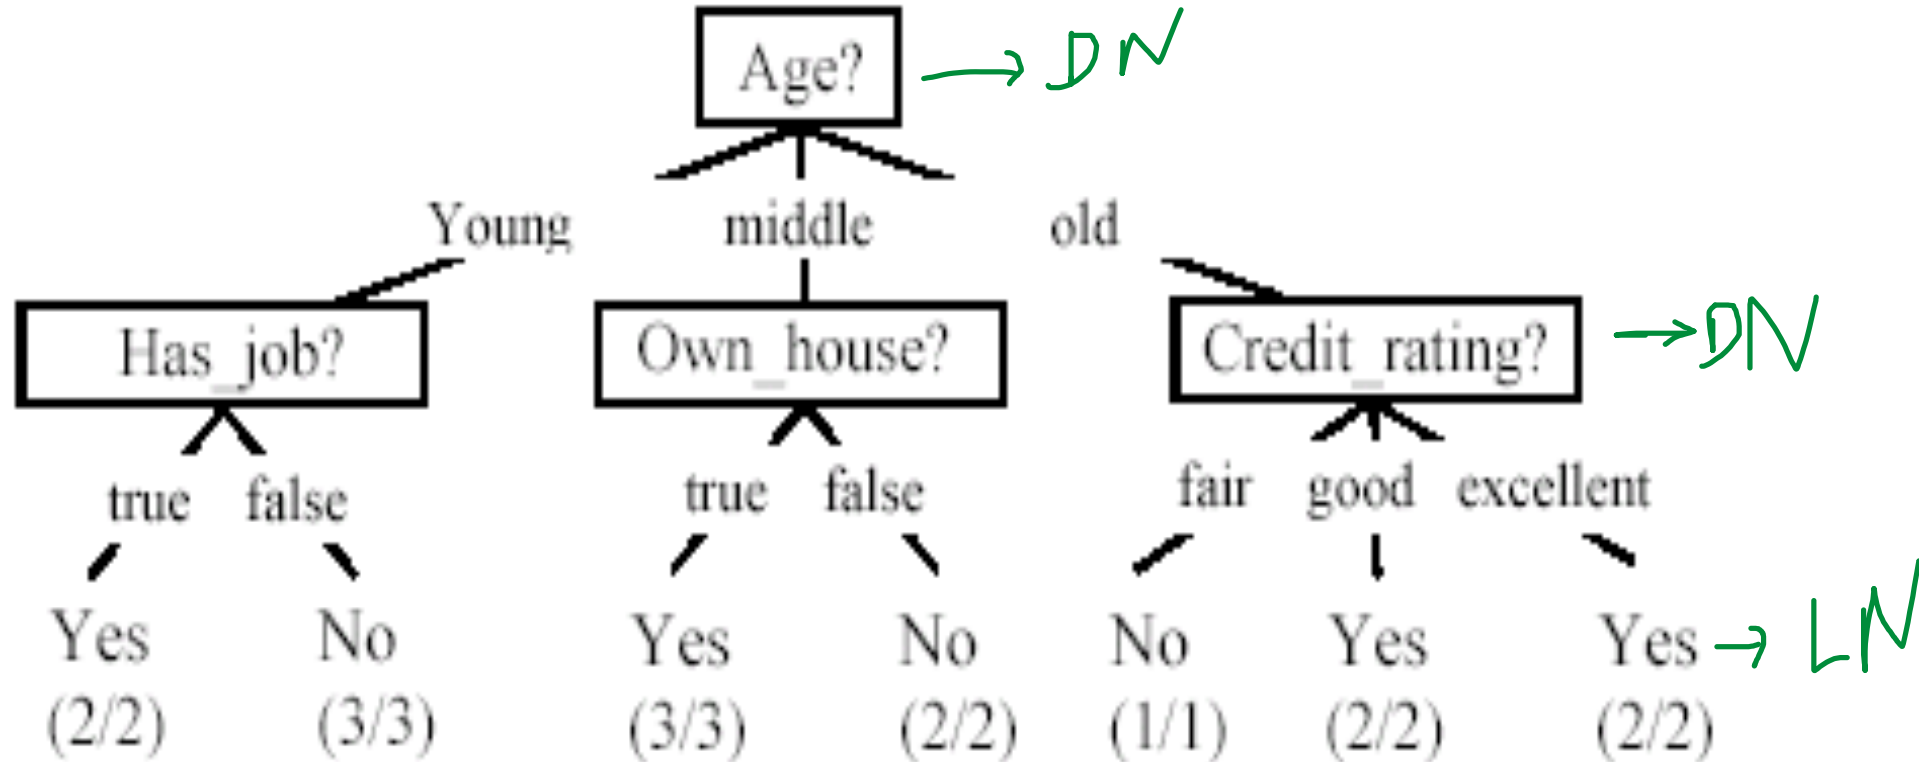 Age? → DN
Young middle old
Has_job? Own_house? Credit_rating? → DN
true false true false fair good excellent
Yes No Yes No No Yes Yes → LN
(2/2) (3/3) (3/3) (2/2) (1/1) (2/2) (2/2)